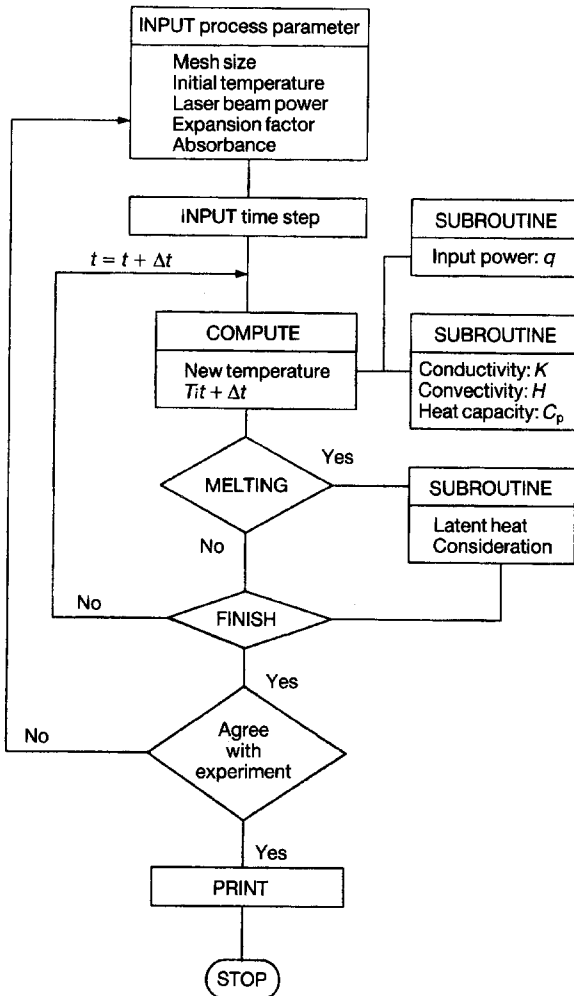 INPUT process parameter
Mesh size
Initial temperature
Laser beam power
Expansion factor
Absorbance
INPUT time step
t = t + Δt
SUBROUTINE
Input power: q
COMPUTE
New temperature
Tit + Δt
SUBROUTINE
Conductivity: K
Convectivity: H
Heat capacity: Cp
Yes
MELTING
SUBROUTINE
Latent heat
Consideration
No
No
FINISH
Yes
No
Agree
with
experiment
Yes
PRINT
STOP